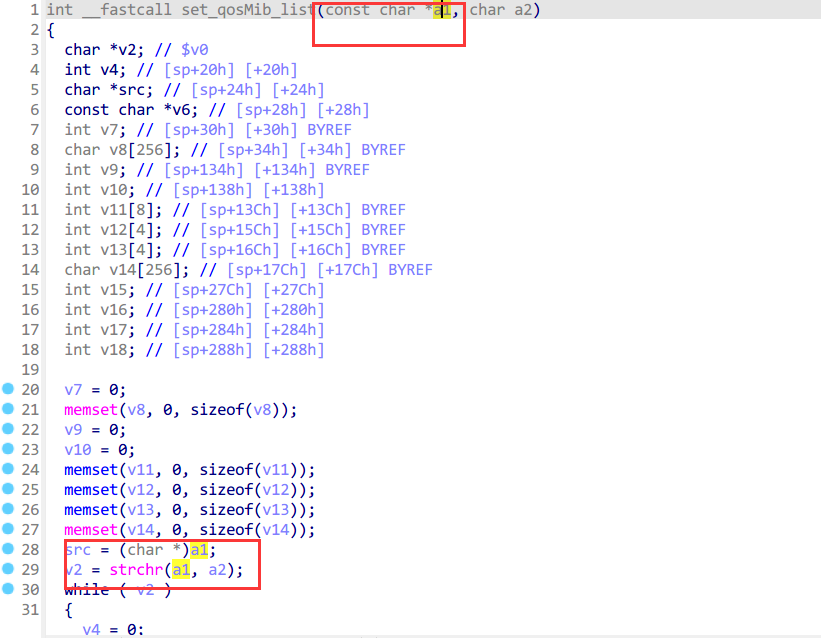 1 int __fastcall set_qosMib_list(const char *a1, char a2)
2 {
3 char *v2; // $v0
4 int v4; // [sp+20h] [+20h]
5 char *src; // [sp+24h] [+24h]
6 const char *v6; // [sp+28h] [+28h]
7 int v7; // [sp+30h] [+30h] BYREF
8 char v8[256]; // [sp+34h] [+34h] BYREF
9 int v9; // [sp+134h] [+134h] BYREF
10 int v10; // [sp+138h] [+138h]
11 int v11[8]; // [sp+13Ch] [+13Ch] BYREF
12 int v12[4]; // [sp+15Ch] [+15Ch] BYREF
13 int v13[4]; // [sp+16Ch] [+16Ch] BYREF
14 char v14[256]; // [sp+17Ch] [+17Ch] BYREF
15 int v15; // [sp+27Ch] [+27Ch]
16 int v16; // [sp+280h] [+280h]
17 int v17; // [sp+284h] [+284h]
18 int v18; // [sp+288h] [+288h]
19
20 v7 = 0;
21 memset(v8, 0, sizeof(v8));
22 v9 = 0;
23 v10 = 0;
24 memset(v11, 0, sizeof(v11));
25 memset(v12, 0, sizeof(v12));
26 memset(v13, 0, sizeof(v13));
27 memset(v14, 0, sizeof(v14));
28 src = (char *)a1;
29 v2 = strchr(a1, a2);
30 while ( v2 )
31 {
v4 = 0;